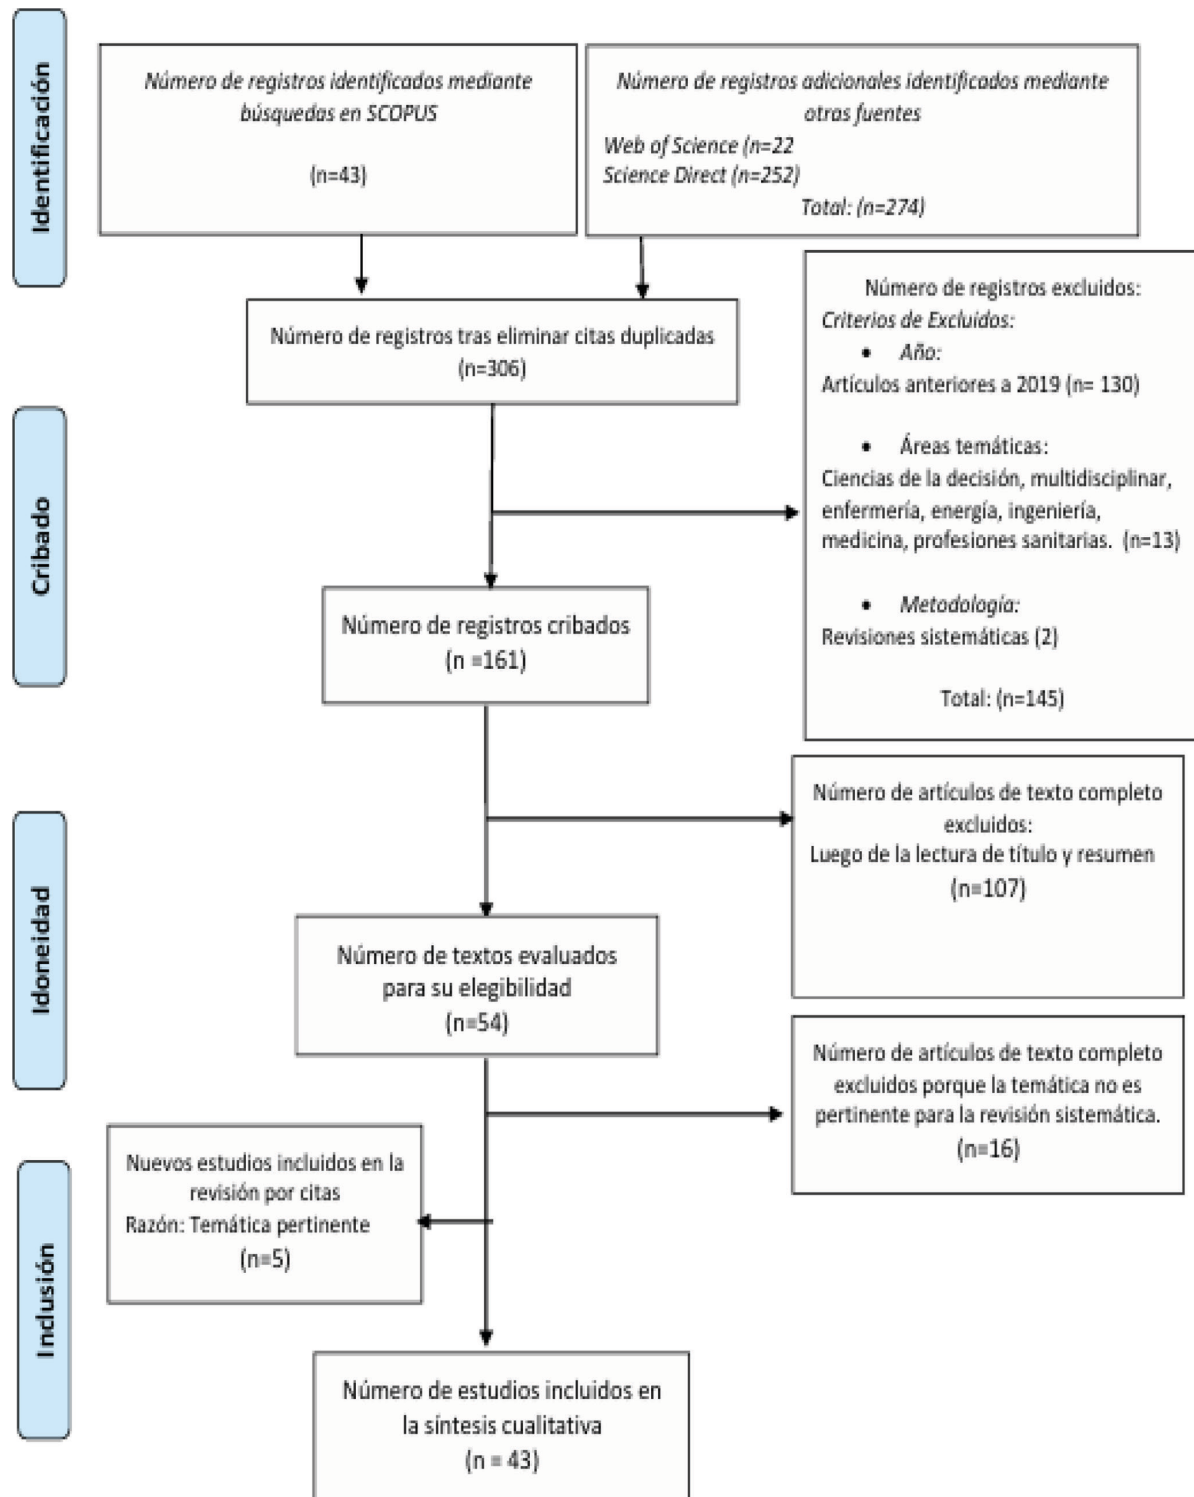 Identificación
Número de registros identificados mediante
búsquedas en SCOPUS
(n=43)
Número de registros adicionales identificados mediante
otras fuentes
Web of Science (n=22
Science Direct (n=252)
Total: (n=274)
Número de registros tras eliminar citas duplicadas
(n=306)
Número de registros excluidos:
Criterios de Excluidos:
• Año:
Artículos anteriores a 2019 (n= 130)
• Áreas temáticas:
Ciencias de la decisión, multidisciplinar,
enfermería, energía, ingeniería,
medicina, profesiones sanitarias. (n=13)
• Metodología:
Revisiones sistemáticas (2)
Total: (n=145)
Cribado
Número de registros cribados
(n =161)
Número de artículos de texto completo
excluidos:
Luego de la lectura de título y resumen
(n=107)
Idoneidad
Número de textos evaluados
para su elegibilidad
(n=54)
Número de artículos de texto completo
excluidos porque la temática no es
pertinente para la revisión sistemática.
(n=16)
Nuevos estudios incluidos en la
revisión por citas
Razón: Temática pertinente
(n=5)
Inclusión
Número de estudios incluidos en
la síntesis cualitativa
(n = 43)